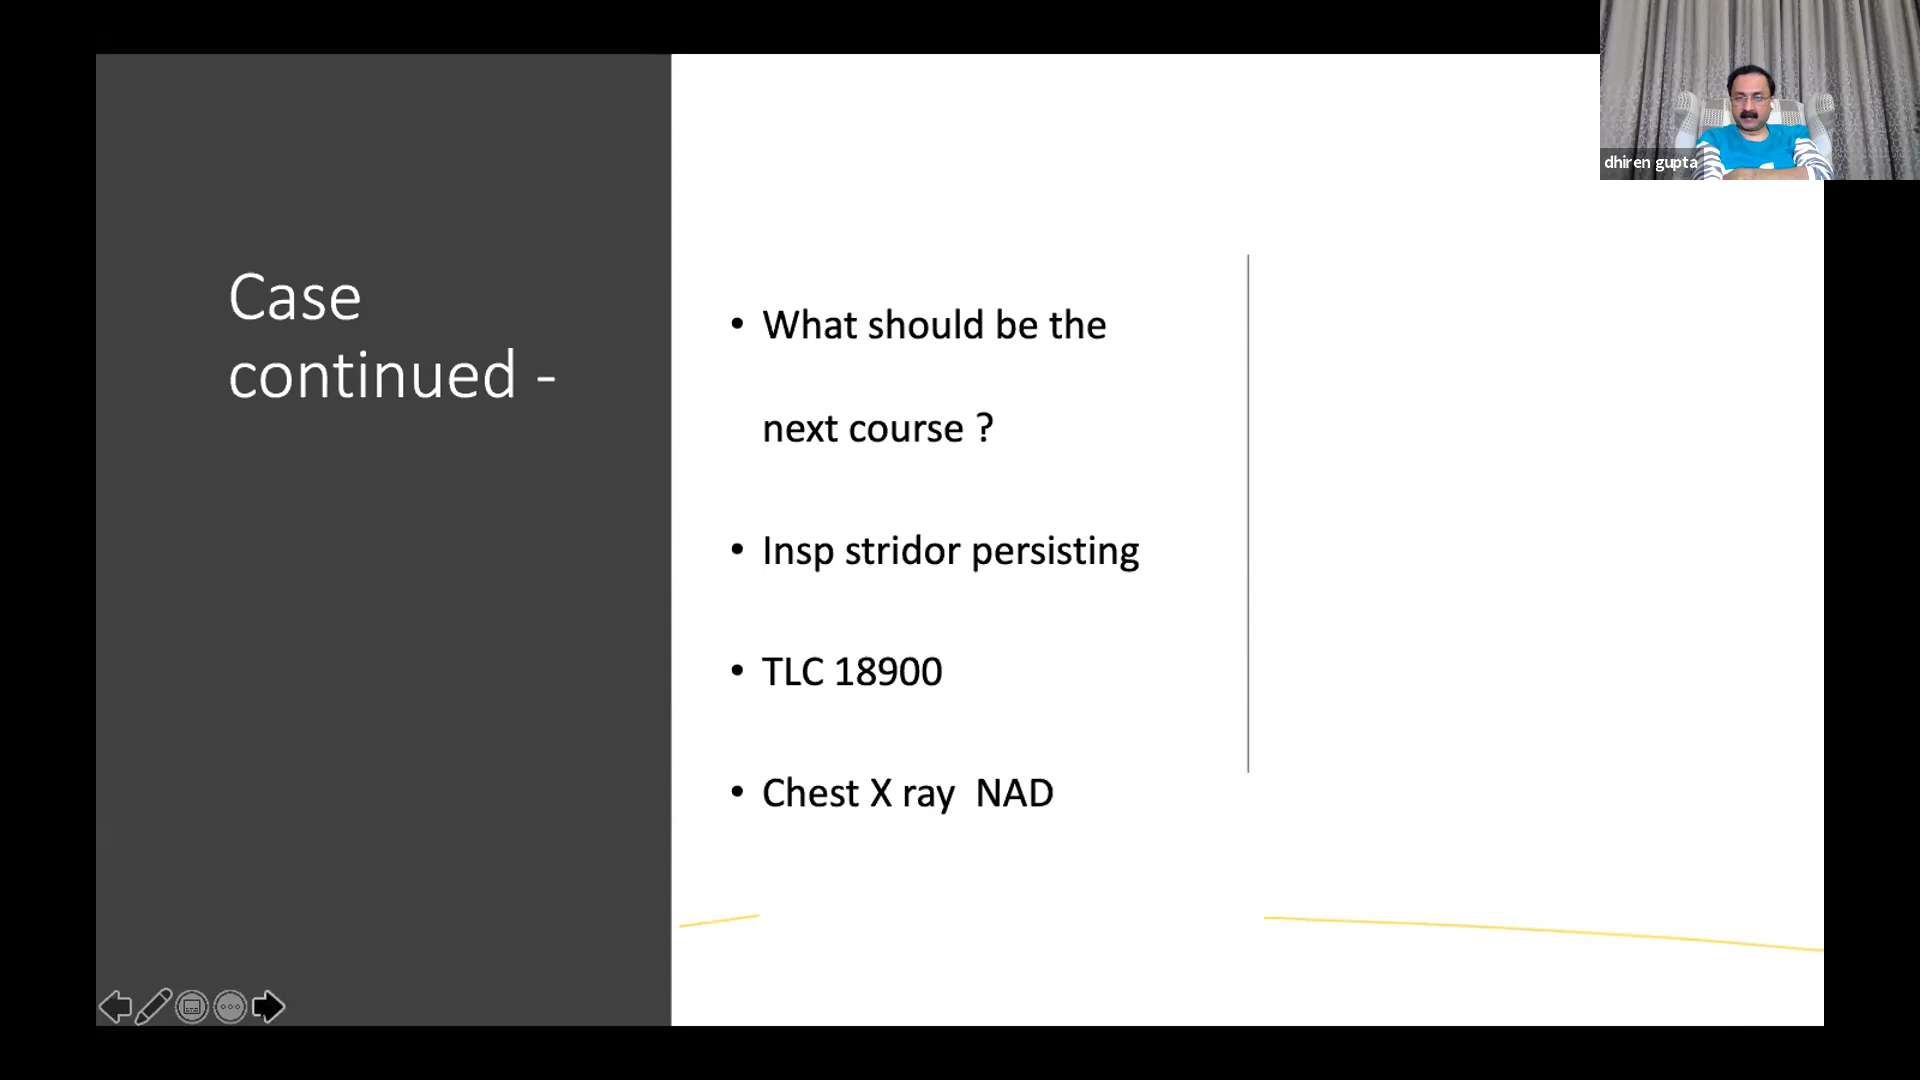 Case
continued -
• What should be the
next course ?
• Insp stridor persisting
• TLC 18900
• Chest X ray  NAD
dhiren gupta